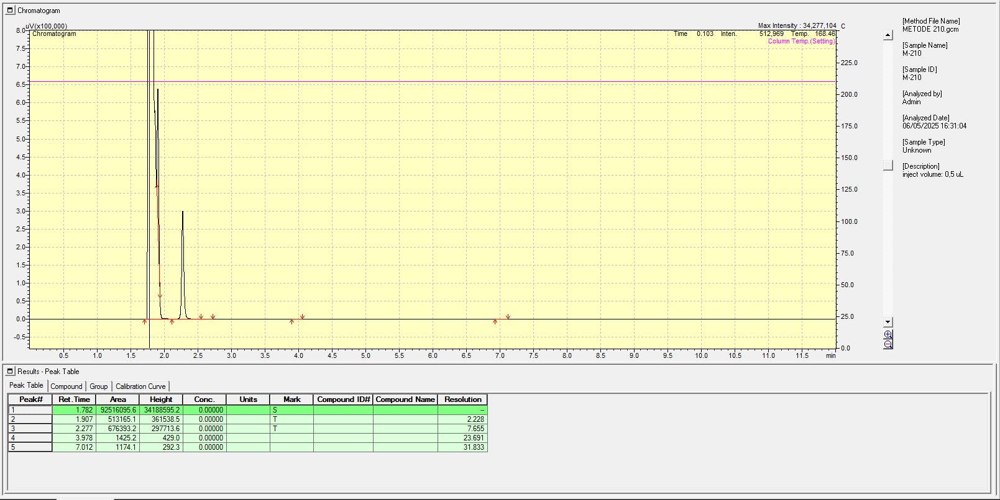 Chromatogram
uV(x100,000)
Max Intensity : 34,277,104 C
Chromatogram
Time 0.103 Inten. 512,969 Temp. 168.46
Column Temp.(Setting)
8.0
7.5
7.0
6.5
6.0
5.5
5.0
4.5
4.0
3.5
3.0
2.5
2.0
1.5
1.0
0.5
0.0
-0.5
225.0
200.0
175.0
150.0
125.0
100.0
75.0
50.0
25.0
0.0
0.5 1.0 1.5 2.0 2.5 3.0 3.5 4.0 4.5 5.0 5.5 6.0 6.5 7.0 7.5 8.0 8.5 9.0 9.5 10.0 10.5 11.0 11.5 min
[Method File Name]
METODE 210.gcm
[Sample Name]
M-210
[Sample ID]
M-210
[Analyzed by]
Admin
[Analyzed Date]
06/05/2025 16:31:04
[Sample Type]
Unknown
[Description]
inject volume: 0,5 uL
Results - Peak Table
Peak Table Compound Group Calibration Curve
Peak# Ret.Time Area Height Conc. Units Mark Compound ID# Compound Name Resolution
1 1.782 92516095.6 34188595.2 0.00000 S --
2 1.907 513165.1 361538.5 0.00000 T 2.228
3 2.277 676393.2 297713.6 0.00000 T 7.655
4 3.978 1425.2 429.0 0.00000 23.691
5 7.012 1174.1 292.3 0.00000 31.833